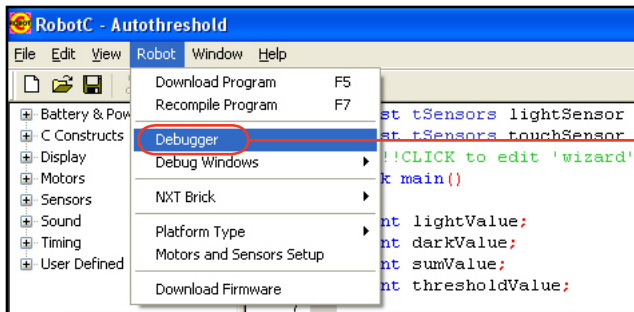 ROBOT
RobotC - Autothreshold
File Edit View Robot Window Help
Download Program F5
Recompile Program F7
Debugger
Debug Windows
NXT Brick
Platform Type
Motors and Sensors Setup
Download Firmware
Battery & Pow
C Constructs
Display
Motors
Sensors
Sound
Timing
User Defined
st tSensors lightSensor
st tSensors touchSensor
!!CLICK to edit 'wizard'
k main()
nt lightValue;
nt darkValue;
nt sumValue;
nt thresholdValue;
{